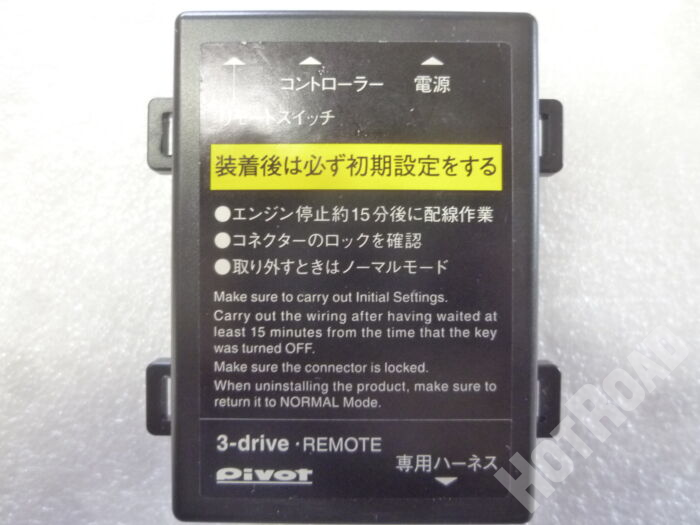 コントローラー 電源
リモートスイッチ
装着後は必ず初期設定をする
●エンジン停止約15分後に配線作業
●コネクターのロックを確認
●取り外すときはノーマルモード
Make sure to carry out Initial Settings.
Carry out the wiring after having waited at
least 15 minutes from the time that the key
was turned OFF.
Make sure the connector is locked.
When uninstalling the product, make sure to
return it to NORMAL Mode.
3-drive・REMOTE
Pivot
専用ハーネス
HOTROAD